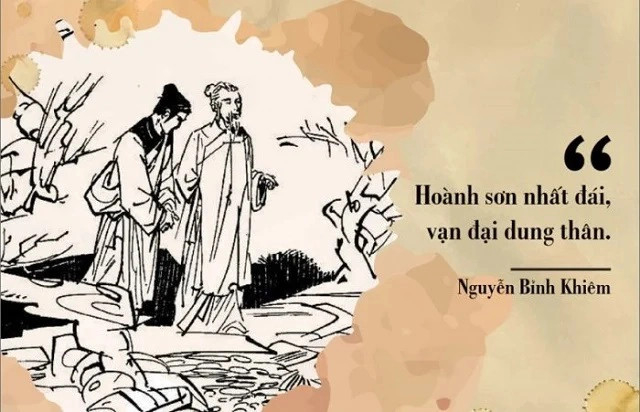 “
Hoành sơn nhất đái,
vạn đại dung thân.
Nguyễn Bỉnh Khiêm